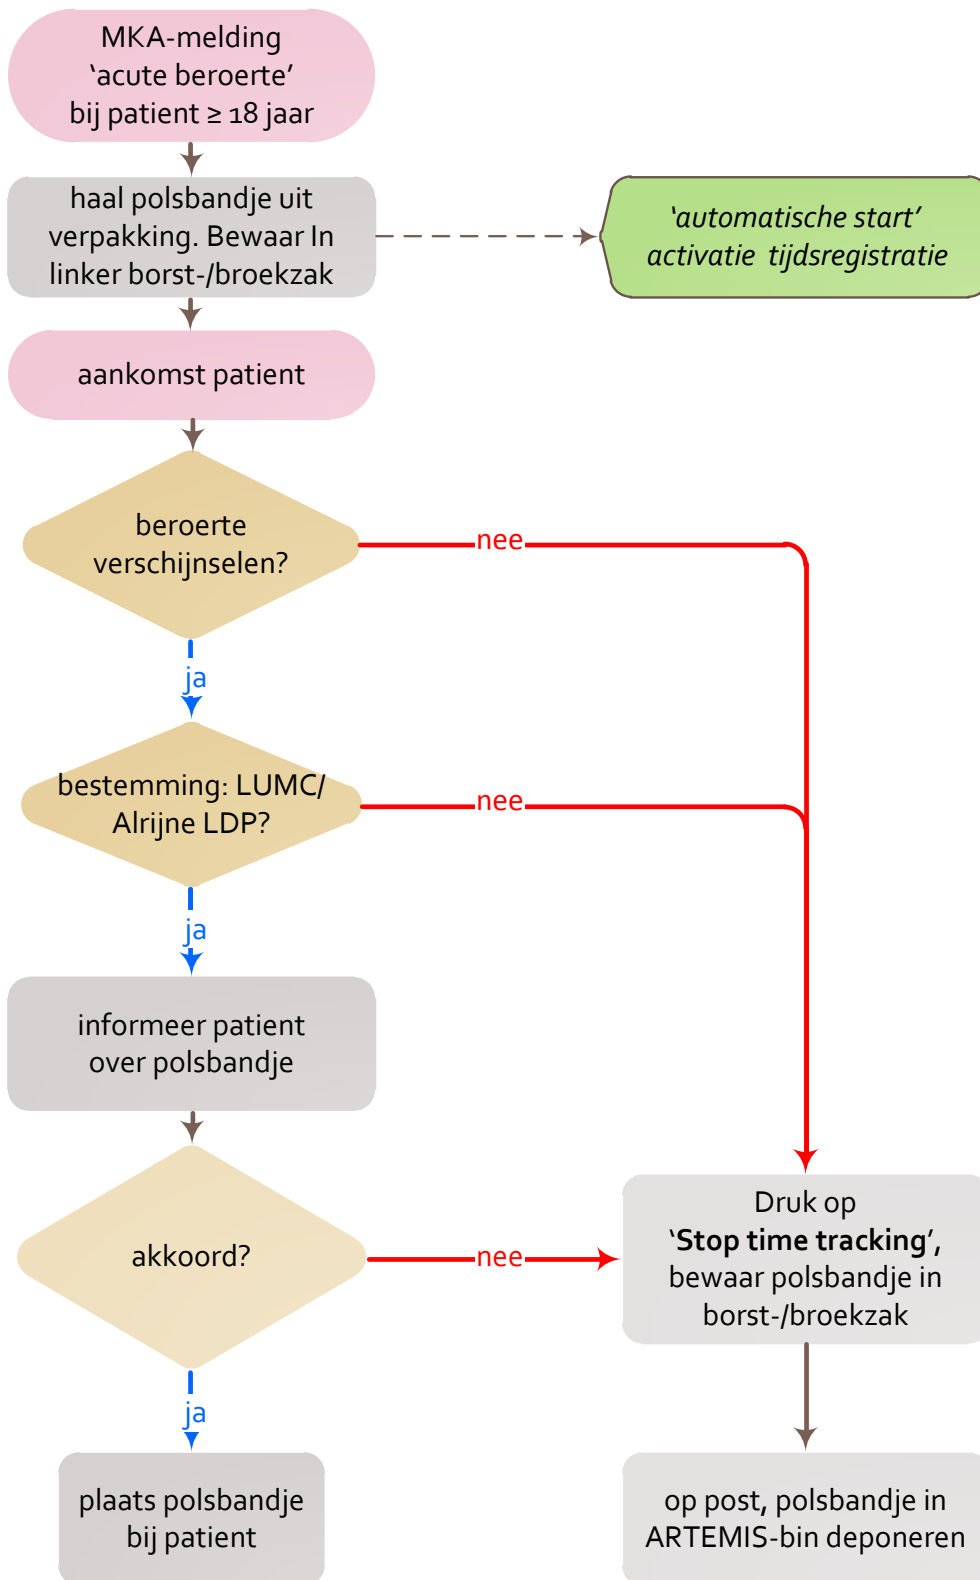 MKA-melding
‘acute beroerte’
bij patient ≥ 18 jaar
haal polsbandje uit
verpakking. Bewaar In
linker borst-/broekzak
‘automatische start’
activatie tijdsregistratie
aankomst patient
beroerte
verschijnselen?
nee
ja
bestemming: LUMC/
Alrijne LDP?
nee
ja
informeer patient
over polsbandje
akkoord?
nee
Druk op
‘Stop time tracking’,
bewaar polsbandje in
borst-/broekzak
ja
plaats polsbandje
bij patient
op post, polsbandje in
ARTEMIS-bin deponeren